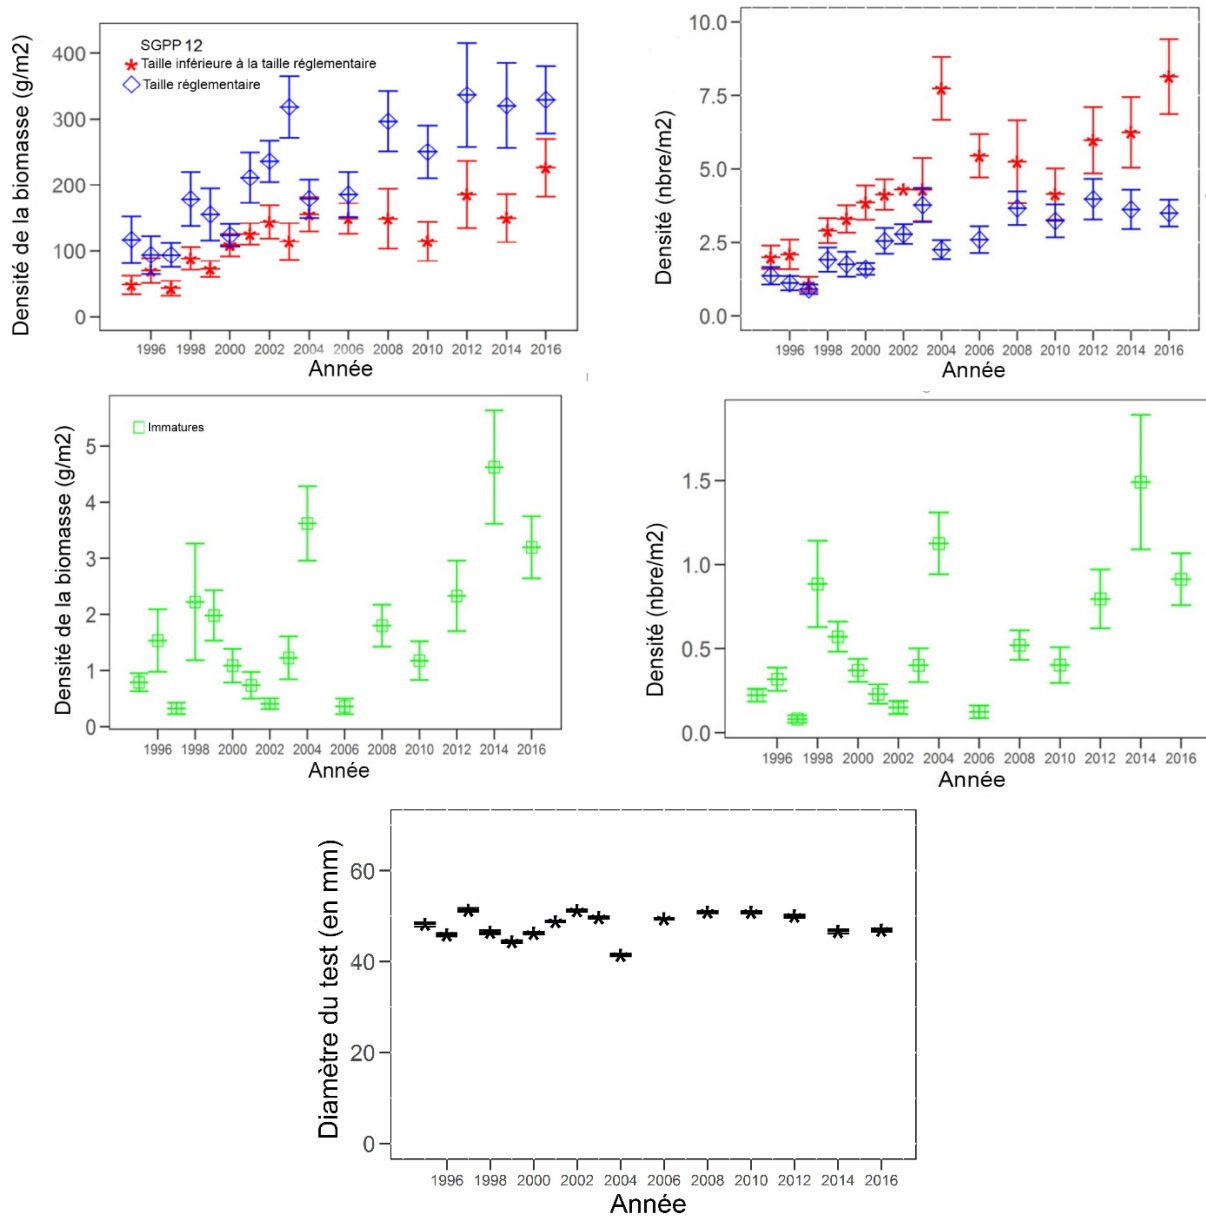 Densité de la biomasse (g/m2)
400
300
200
100
0
SGPP 12
Taille inférieure à la taille réglementaire
Taille réglementaire
1996 1998 2000 2002 2004 2006 2008 2010 2012 2014 2016
Année
Densité (nbre/m2)
10.0
7.5
5.0
2.5
0.0
1996 1998 2000 2002 2004 2006 2008 2010 2012 2014 2016
Année
Densité de la biomasse (g/m2)
5
4
3
2
1
0
Immatures
1996 1998 2000 2002 2004 2006 2008 2010 2012 2014 2016
Année
Densité (nbre/m2)
1.5
1.0
0.5
0.0
1996 1998 2000 2002 2004 2006 2008 2010 2012 2014 2016
Année
Diamètre du test (en mm)
60
40
20
0
1996 1998 2000 2002 2004 2006 2008 2010 2012 2014 2016
Année